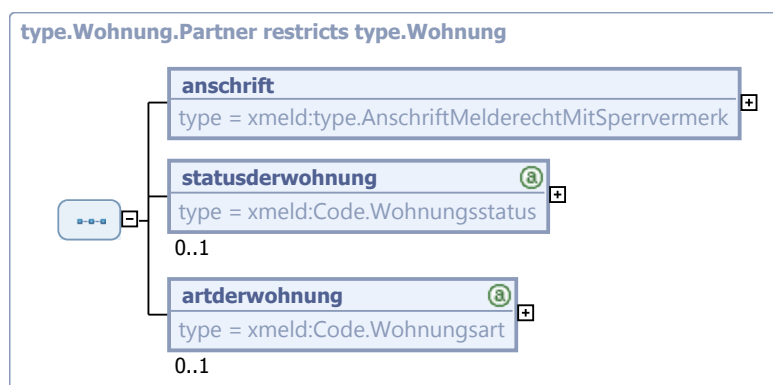 type.Wohnung.Partner restricts type.Wohnung
anschrift
type = xmeld:type.AnschriftMelderechtMitSperrvermerk
statusderwohnung a
type = xmeld:Code.Wohnungsstatus
0..1
artderwohnung a
type = xmeld:Code.Wohnungsart
0..1